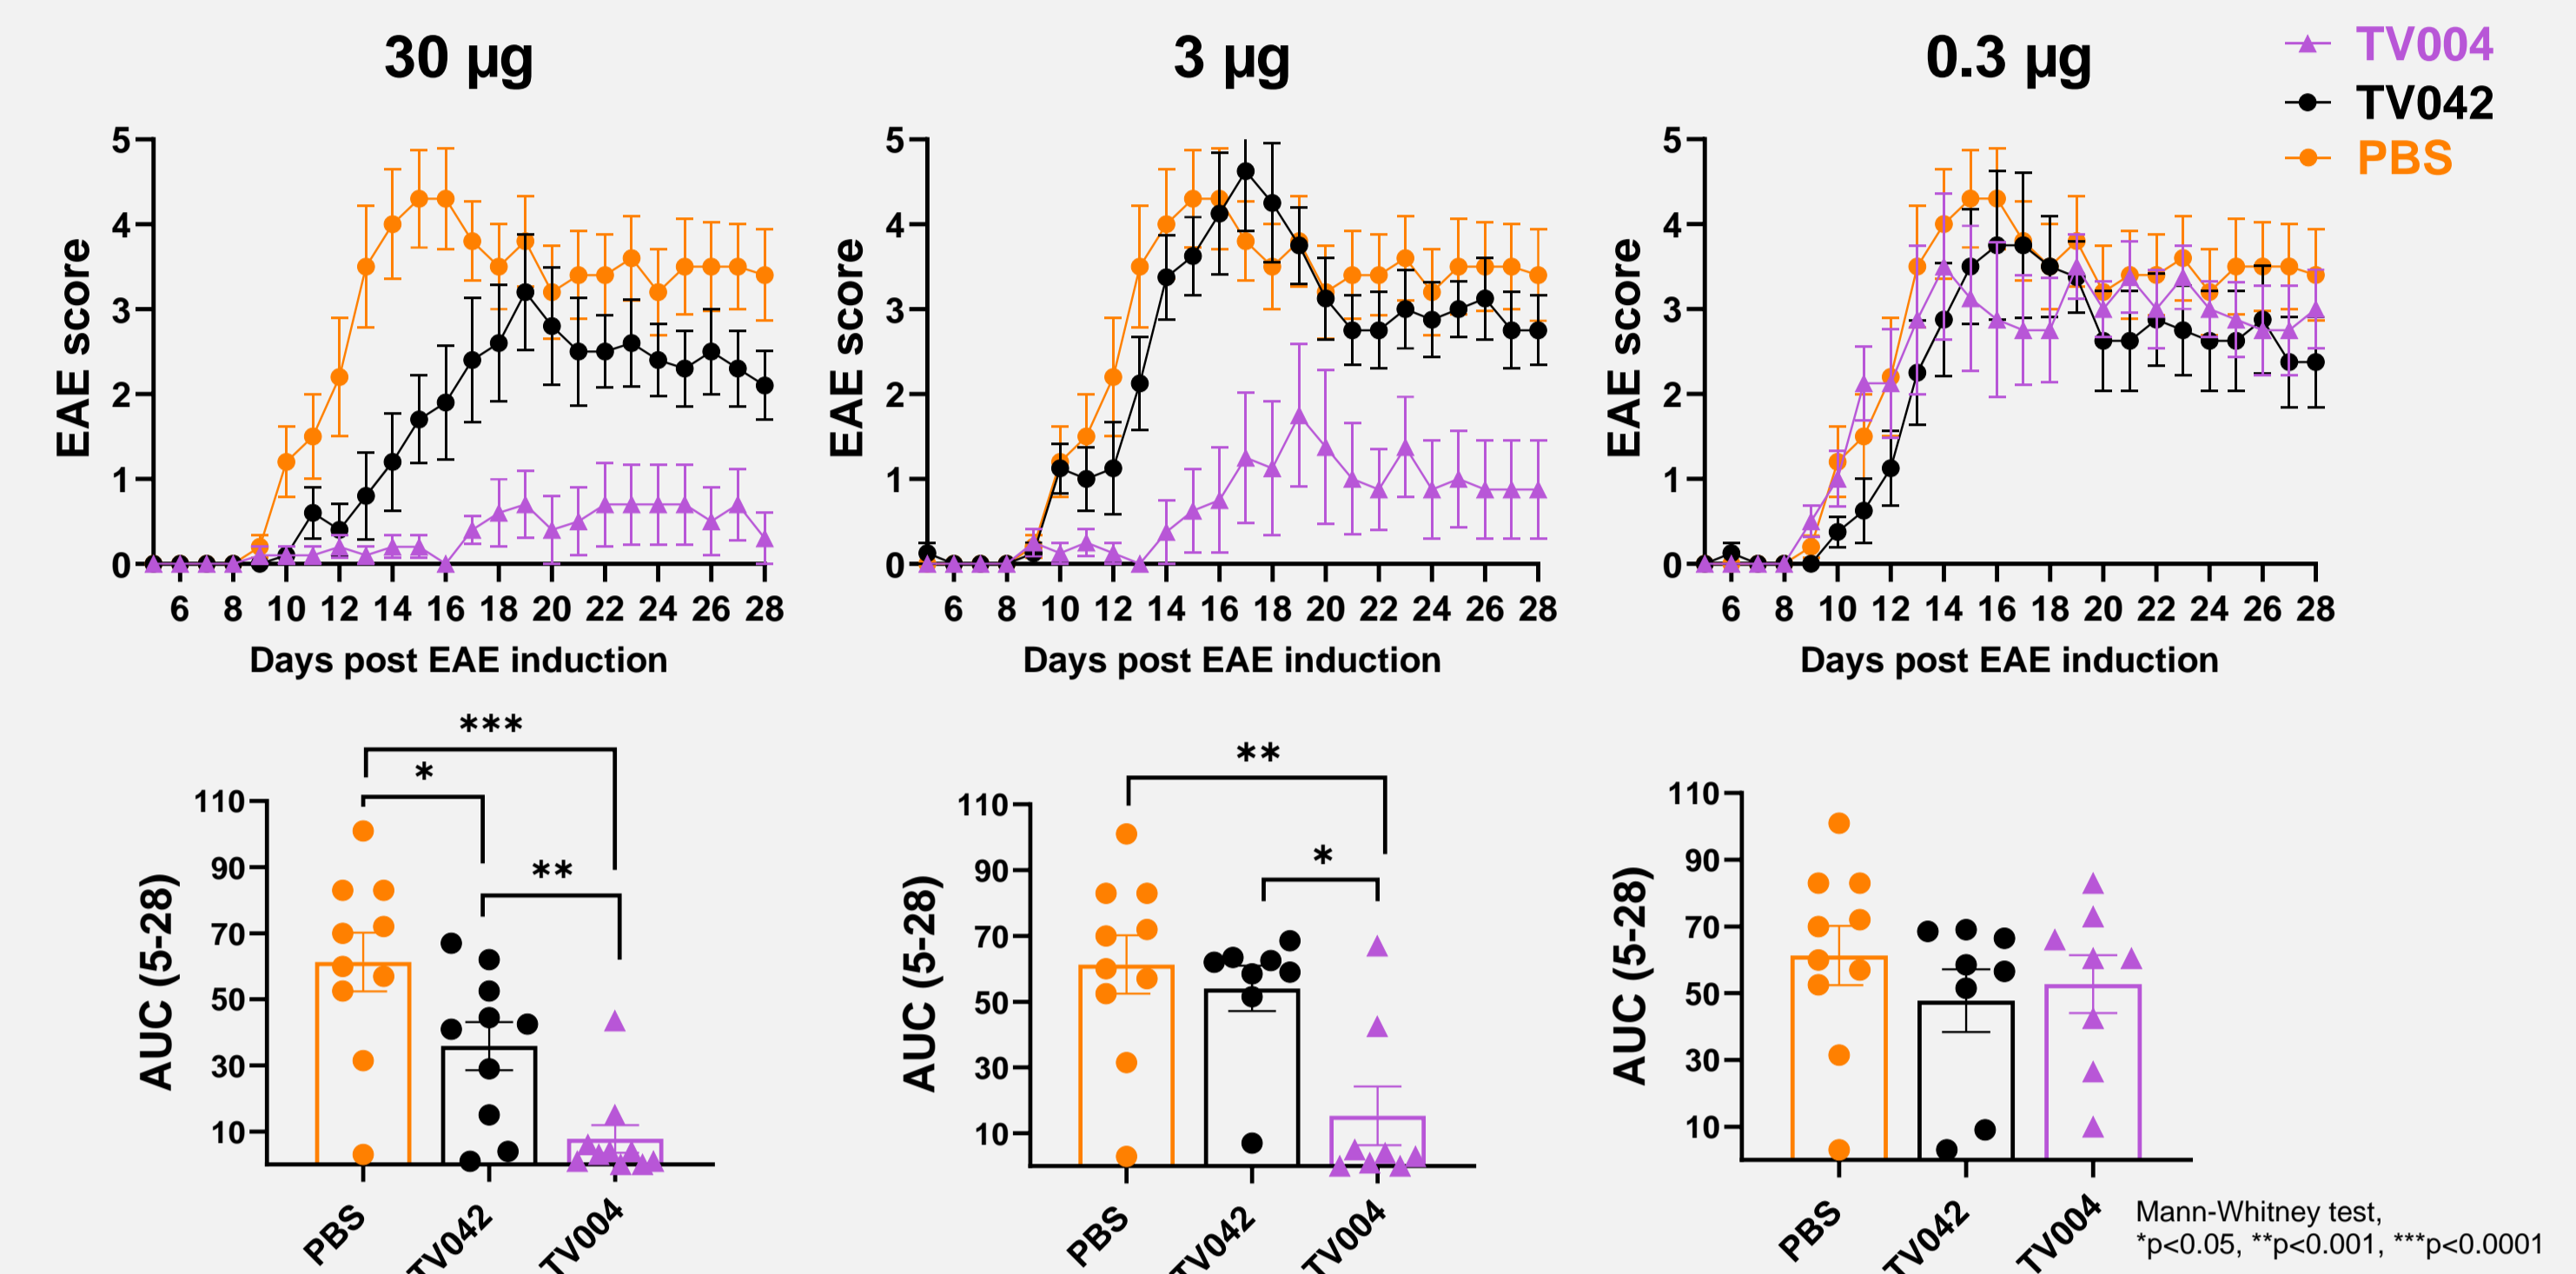 30 µg
3 µg
0.3 µg
TV004
TV042
PBS
EAE score
5
4
3
2
1
0
6 8 10 12 14 16 18 20 22 24 26 28
Days post EAE induction
EAE score
5
4
3
2
1
0
6 8 10 12 14 16 18 20 22 24 26 28
Days post EAE induction
EAE score
5
4
3
2
1
0
6 8 10 12 14 16 18 20 22 24 26 28
Days post EAE induction
***
*
**
AUC (5-28)
110
90
70
50
30
10
PBS
TV042
TV004
**
*
AUC (5-28)
110
90
70
50
30
10
PBS
TV042
TV004
AUC (5-28)
110
90
70
50
30
10
PBS
TV042
TV004
Mann-Whitney test,
*p<0.05, **p<0.001, ***p<0.0001